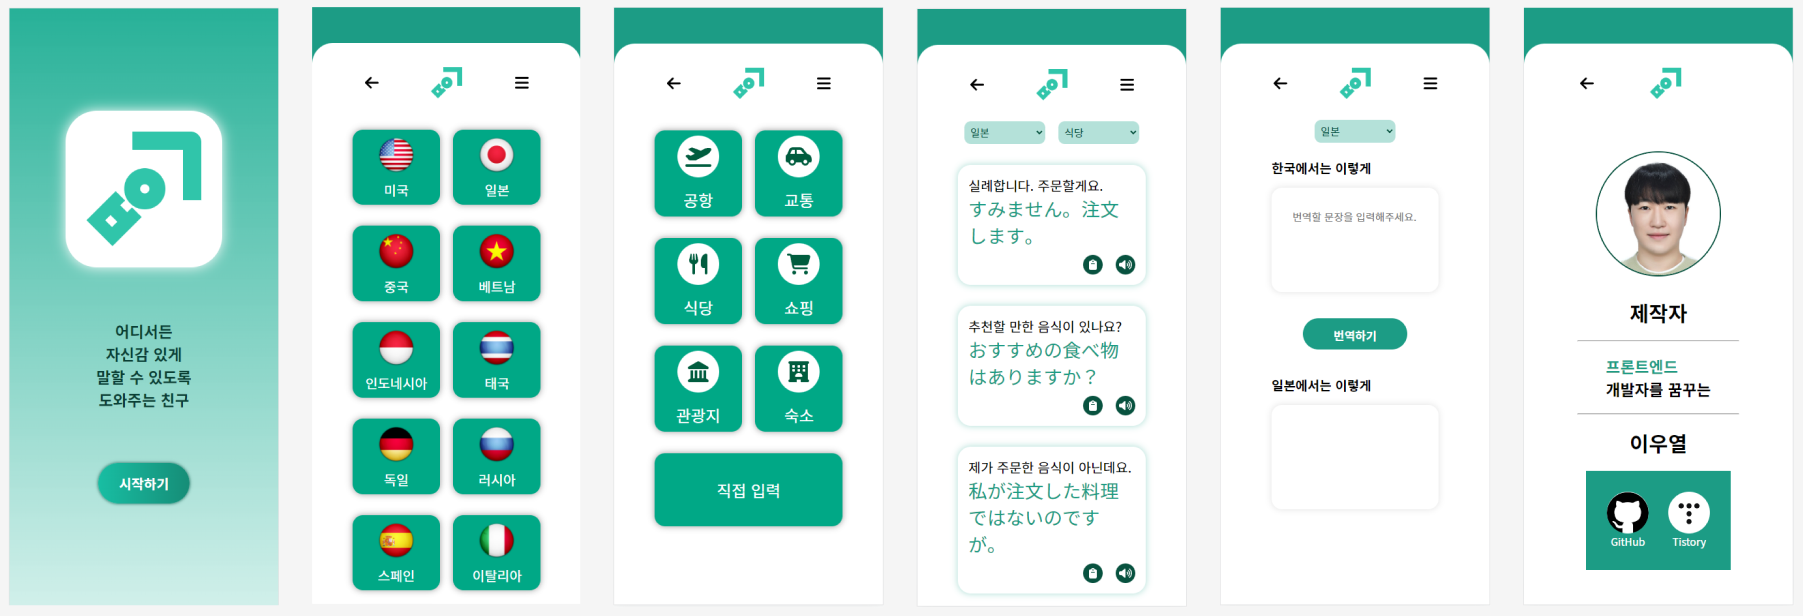 어디서든
자신감 있게
말할 수 있도록
도와주는 친구
시작하기
미국
일본
중국
베트남
인도네시아
태국
독일
러시아
스페인
이탈리아
공항
교통
식당
쇼핑
관광지
숙소
직접 입력
일본
식당
실례합니다. 주문할게요.
すみません。注文
します。
추천할 만한 음식이 있나요?
おすすめの食べ物
はありますか？
제가 주문한 음식이 아닌데요.
私が注文した料理
ではないのです
が。
일본
한국에서는 이렇게
번역할 문장을 입력해주세요.
번역하기
일본에서는 이렇게
제작자
프론트엔드
개발자를 꿈꾸는
이우열
GitHub
Tistory